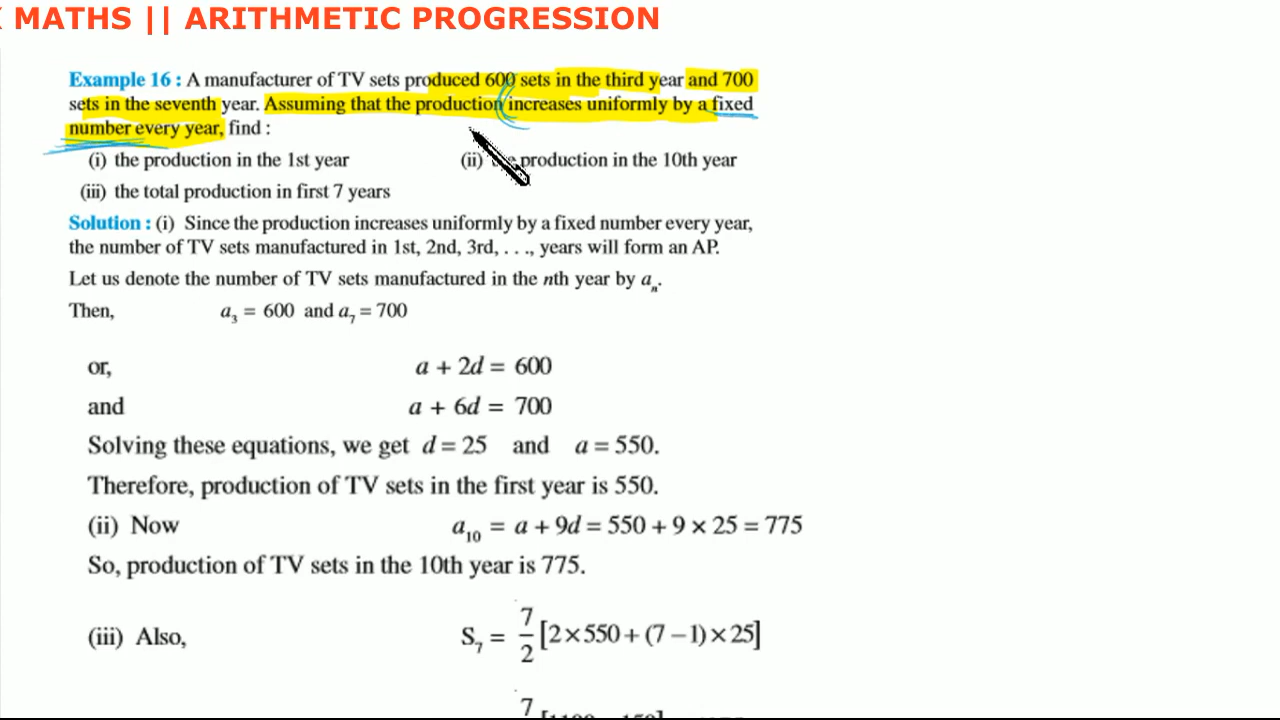 MATHS || ARITHMETIC PROGRESSION
Example 16 : A manufacturer of TV sets produced 600 sets in the third year and 700
sets in the seventh year. Assuming that the production increases uniformly by a fixed
number every year, find :
(i) the production in the 1st year (ii) the production in the 10th year
(iii) the total production in first 7 years
Solution : (i) Since the production increases uniformly by a fixed number every year,
the number of TV sets manufactured in 1st, 2nd, 3rd, . . ., years will form an AP.
Let us denote the number of TV sets manufactured in the nth year by aₙ.
Then, a₃ = 600 and a₇ = 700
or, a + 2d = 600
and a + 6d = 700
Solving these equations, we get d = 25 and a = 550.
Therefore, production of TV sets in the first year is 550.
(ii) Now a₁₀ = a + 9d = 550 + 9 × 25 = 775
So, production of TV sets in the 10th year is 775.
(iii) Also, S₇ = 7/2 [2 × 550 + (7 – 1) × 25]
7